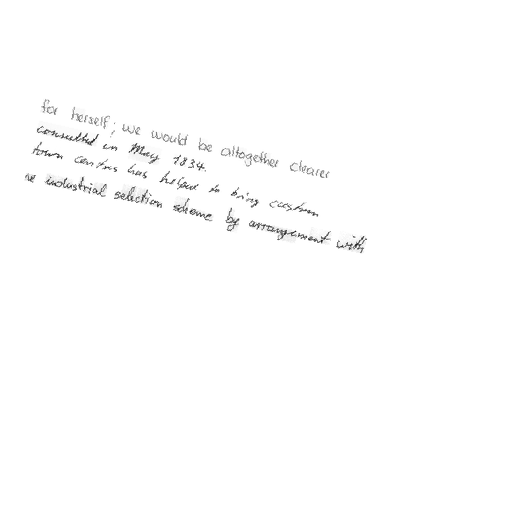 for herself; we would be altogether clearer
consulted in May 1834.
town centres has helped to bring custom
industrial selection scheme by arrangement with